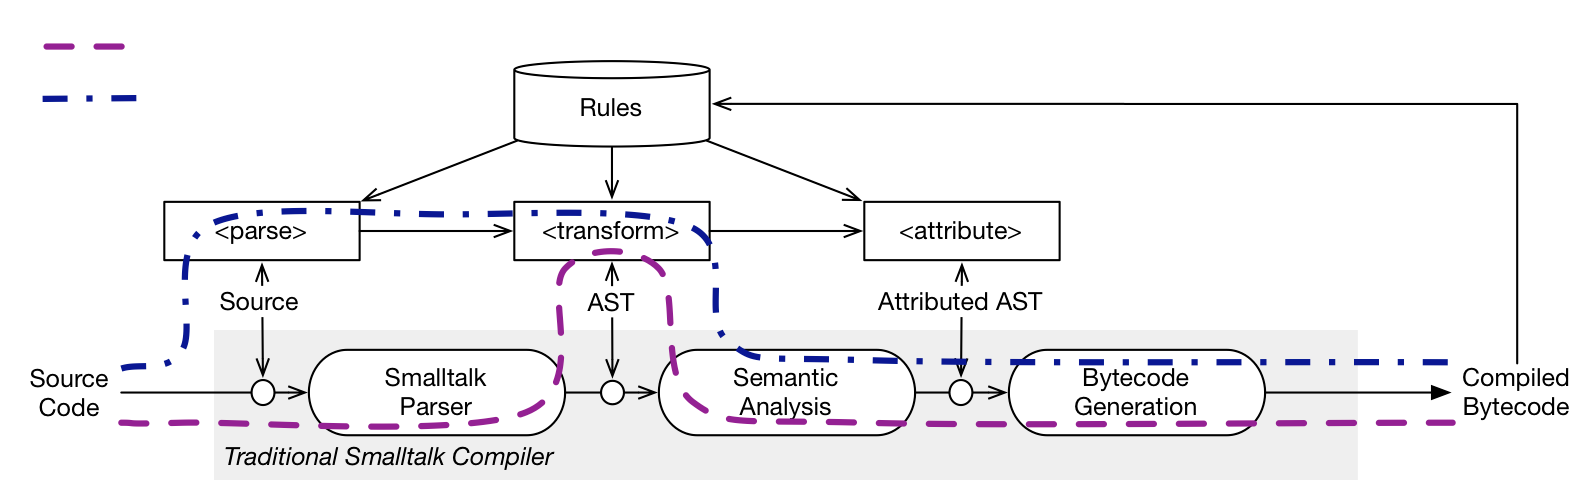 Rules
<parse>
<transform>
<attribute>
Source
AST
Attributed AST
Source
Code
Smalltalk
Parser
Semantic
Analysis
Bytecode
Generation
Compiled
Bytecode
Traditional Smalltalk Compiler